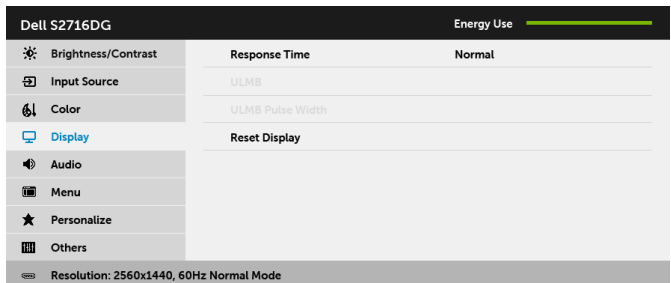 Dell S2716DG Energy Use
Brightness/Contrast Response Time Normal
Input Source ULMB
Color ULMB Pulse Width
Display Reset Display
Audio
Menu
Personalize
Others
Resolution: 2560x1440, 60Hz Normal Mode